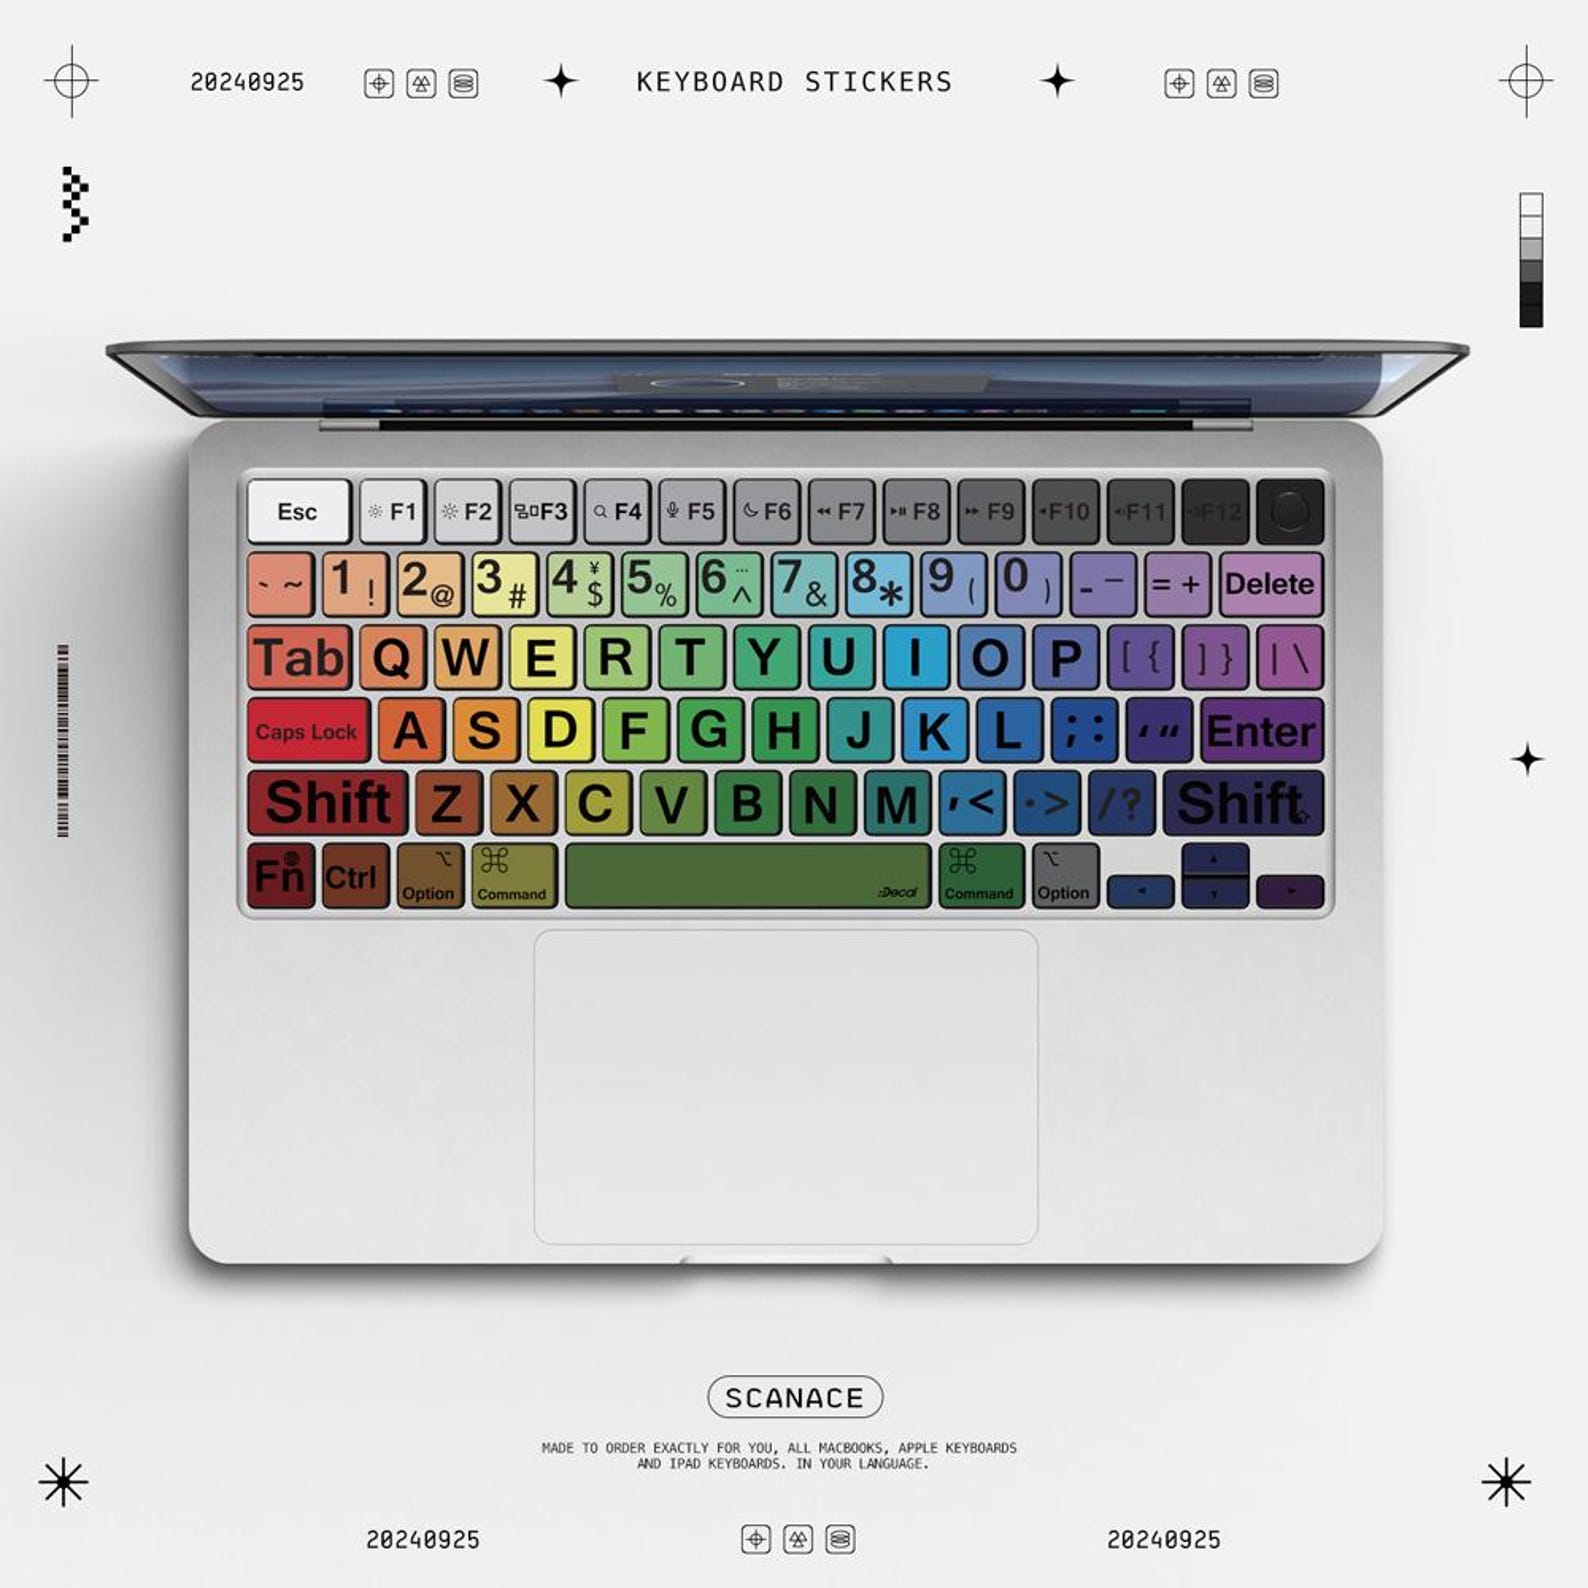 20240925 KEYBOARD STICKERS
Esc F1 F2 F3 F4 F5 F6 F7 F8 F9 F10 F11 F12
` ~ 1 ! 2 @ 3 # 4 ¥ $ 5 % 6 … ^ 7 & 8 * 9 ( 0 ) - _ = + Delete
Tab Q W E R T Y U I O P [ { ] } | \
Caps Lock A S D F G H J K L ; : ' " Enter
Shift Z X C V B N M , < . > / ? Shift
Fn Ctrl ⌥ Option ⌘ Command :Decal ⌘ Command ⌥ Option
SCANACE
MADE TO ORDER EXACTLY FOR YOU, ALL MACBOOKS, APPLE KEYBOARDS
AND IPAD KEYBOARDS. IN YOUR LANGUAGE.
20240925 20240925